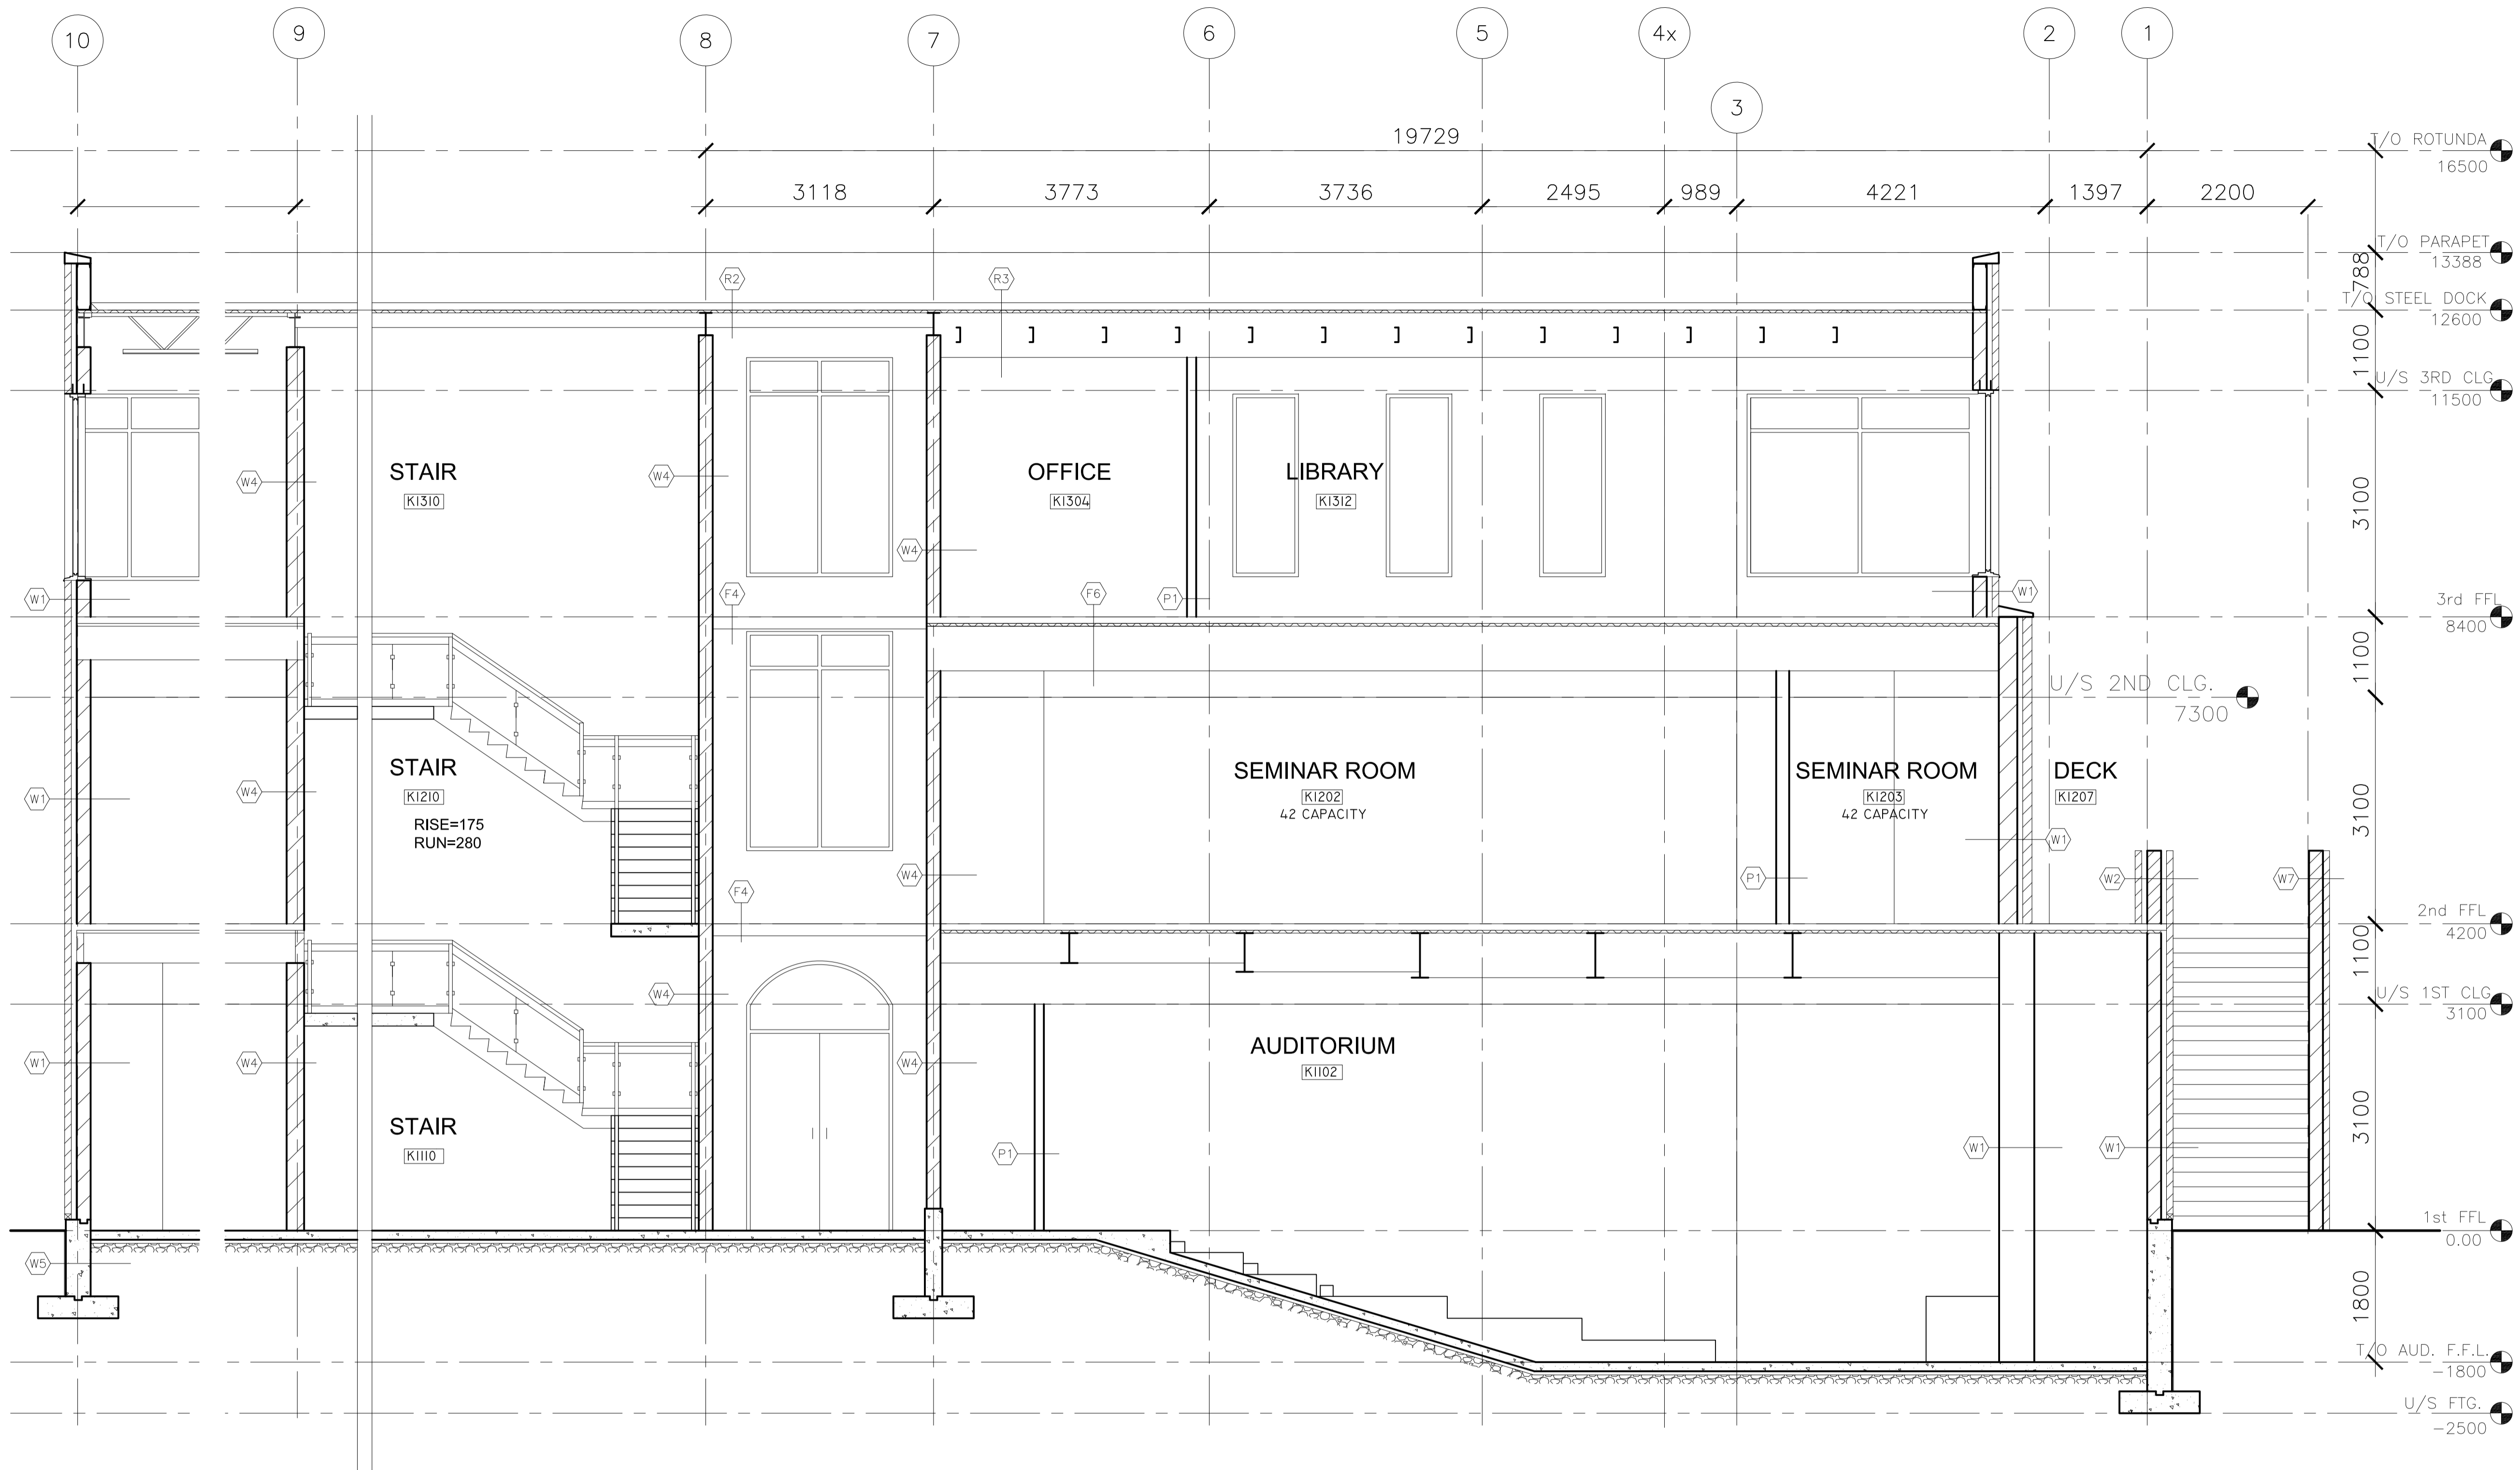 10
9
8
7
6
5
4x
2
1
3
19729
T/O ROTUNDA
16500
3118
3773
3736
2495
989
4221
1397
2200
T/O PARAPET
13388
788
R2
R3
T/O STEEL DOCK
12600
1100
U/S 3RD CLG
11500
STAIR
K1310
W4
W4
OFFICE
K1304
LIBRARY
K1312
3100
W4
W1
F4
F6
P1
W1
3rd FFL
8400
1100
U/S 2ND CLG.
7300
STAIR
K1210
RISE=175
RUN=280
W1
W4
SEMINAR ROOM
K1202
42 CAPACITY
SEMINAR ROOM
K1203
42 CAPACITY
DECK
K1207
3100
W1
F4
W4
P1
W2
W7
2nd FFL
4200
1100
W4
U/S 1ST CLG
3100
AUDITORIUM
K1102
W1
W4
W4
STAIR
K1110
P1
W1
W1
3100
1st FFL
0.00
W5
1800
T/O AUD. F.F.L.
-1800
U/S FTG.
-2500